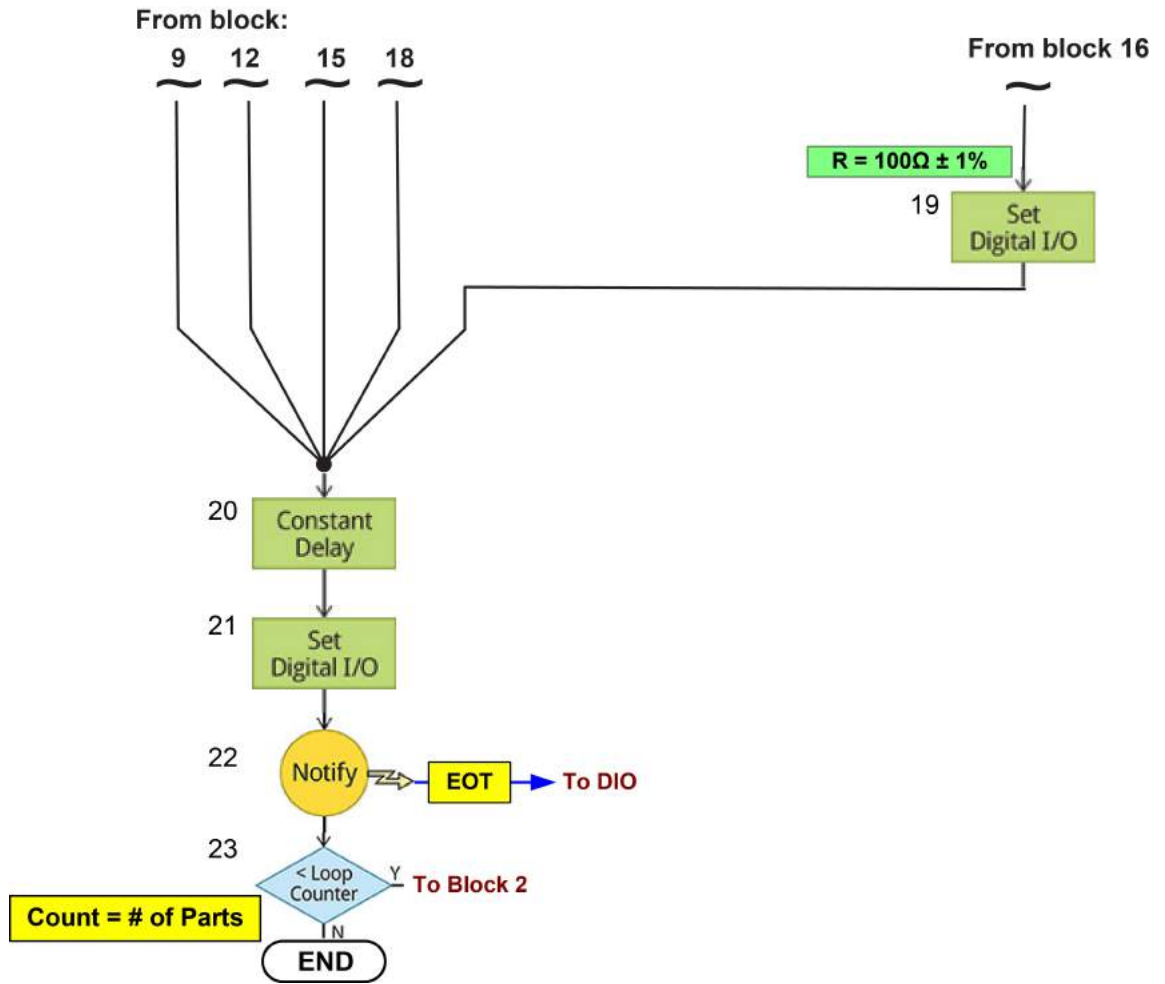 From block:
9 12 15 18
From block 16
R = 100Ω ± 1%
19
Set
Digital I/O
20
Constant
Delay
21
Set
Digital I/O
22
Notify
EOT
To DIO
23
< Loop
Counter
Y
To Block 2
Count = # of Parts
N
END